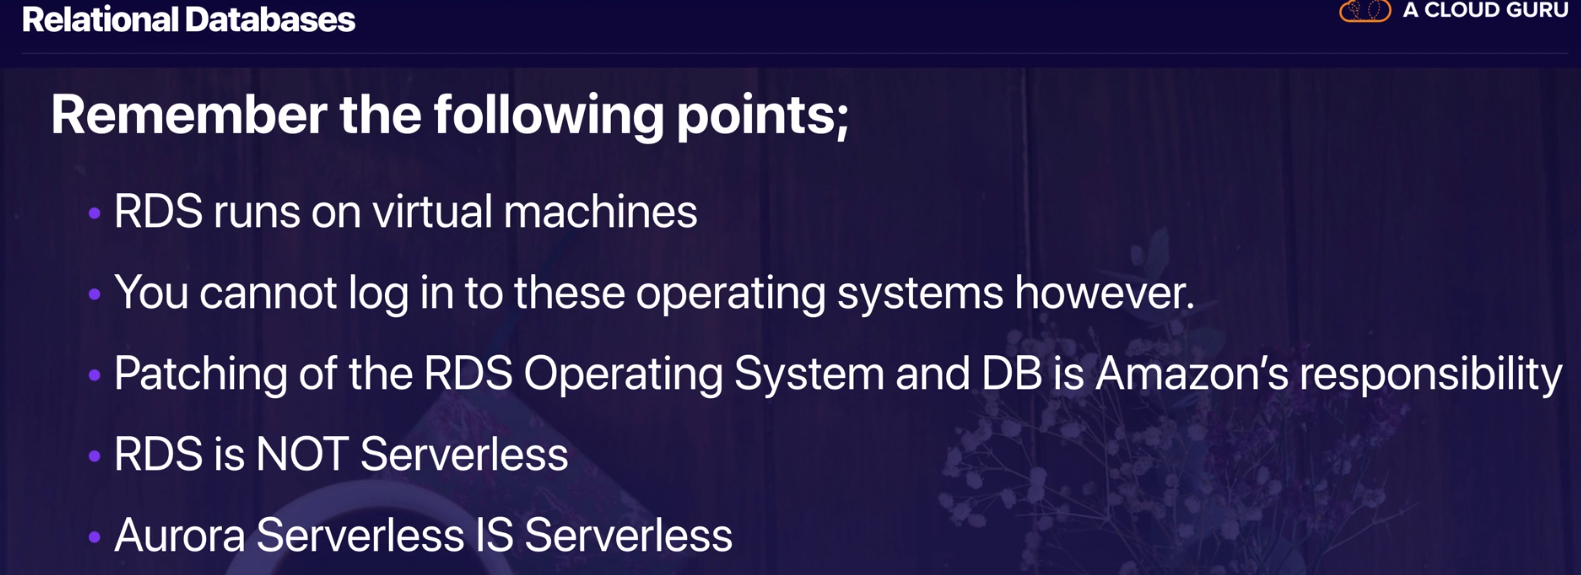 Relational Databases
A CLOUD GURU
Remember the following points;
• RDS runs on virtual machines
• You cannot log in to these operating systems however.
• Patching of the RDS Operating System and DB is Amazon’s responsibility
• RDS is NOT Serverless
• Aurora Serverless IS Serverless